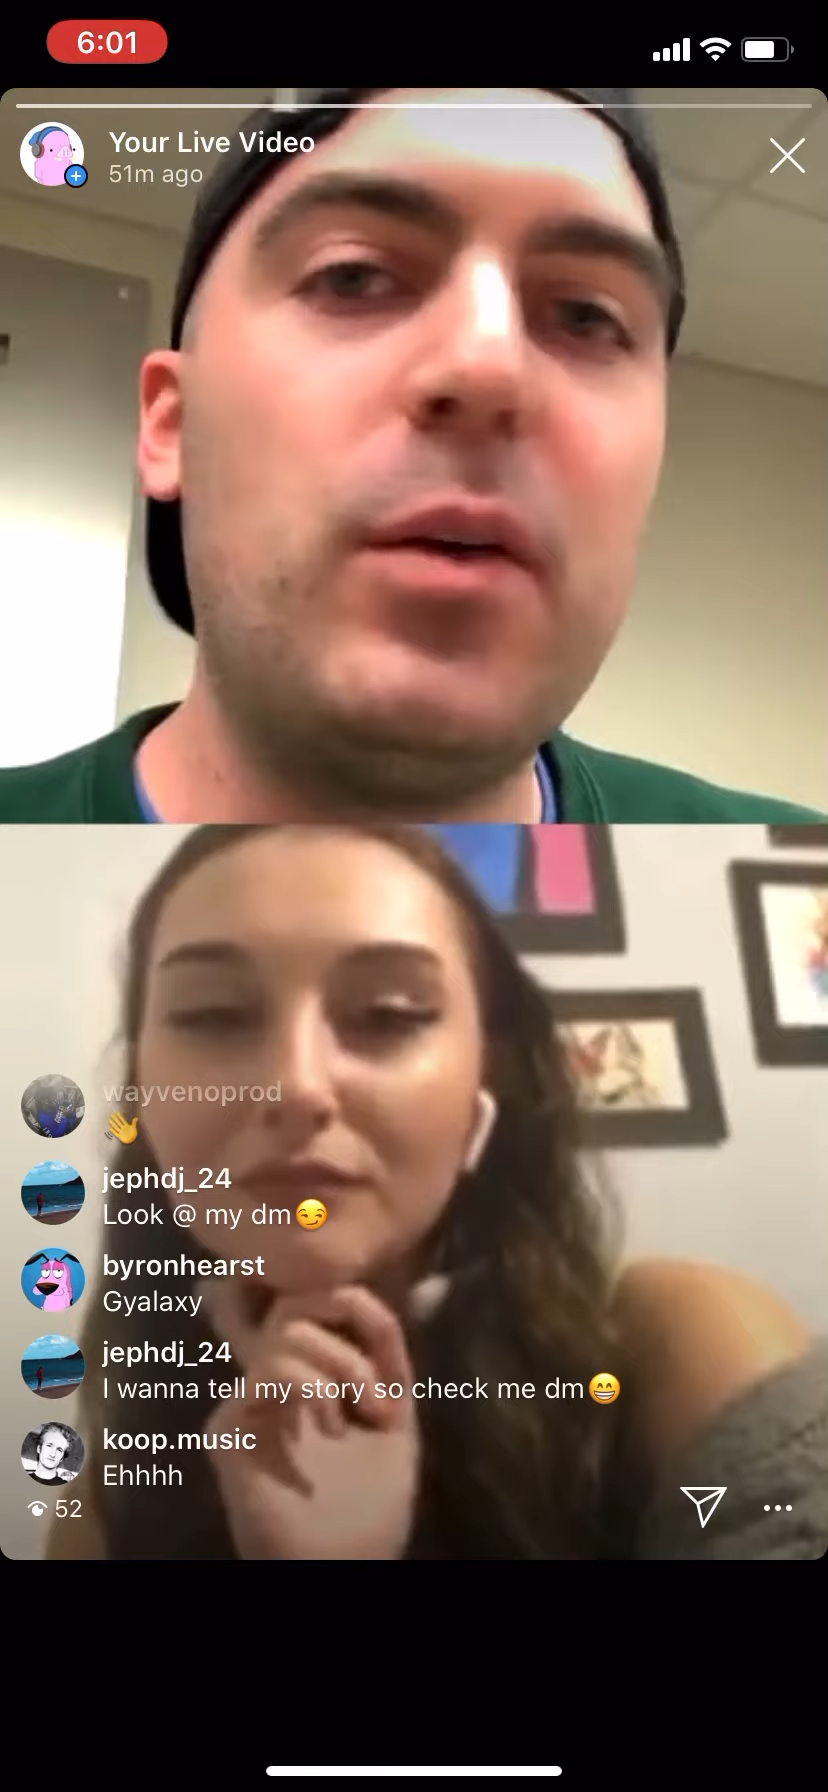 6:01
Your Live Video
51m ago
wayvenoprod
👋
jephdj_24
Look @ my dm😏
byronhearst
Gyalaxy
jephdj_24
I wanna tell my story so check me dm😁
koop.music
Ehhhh
52